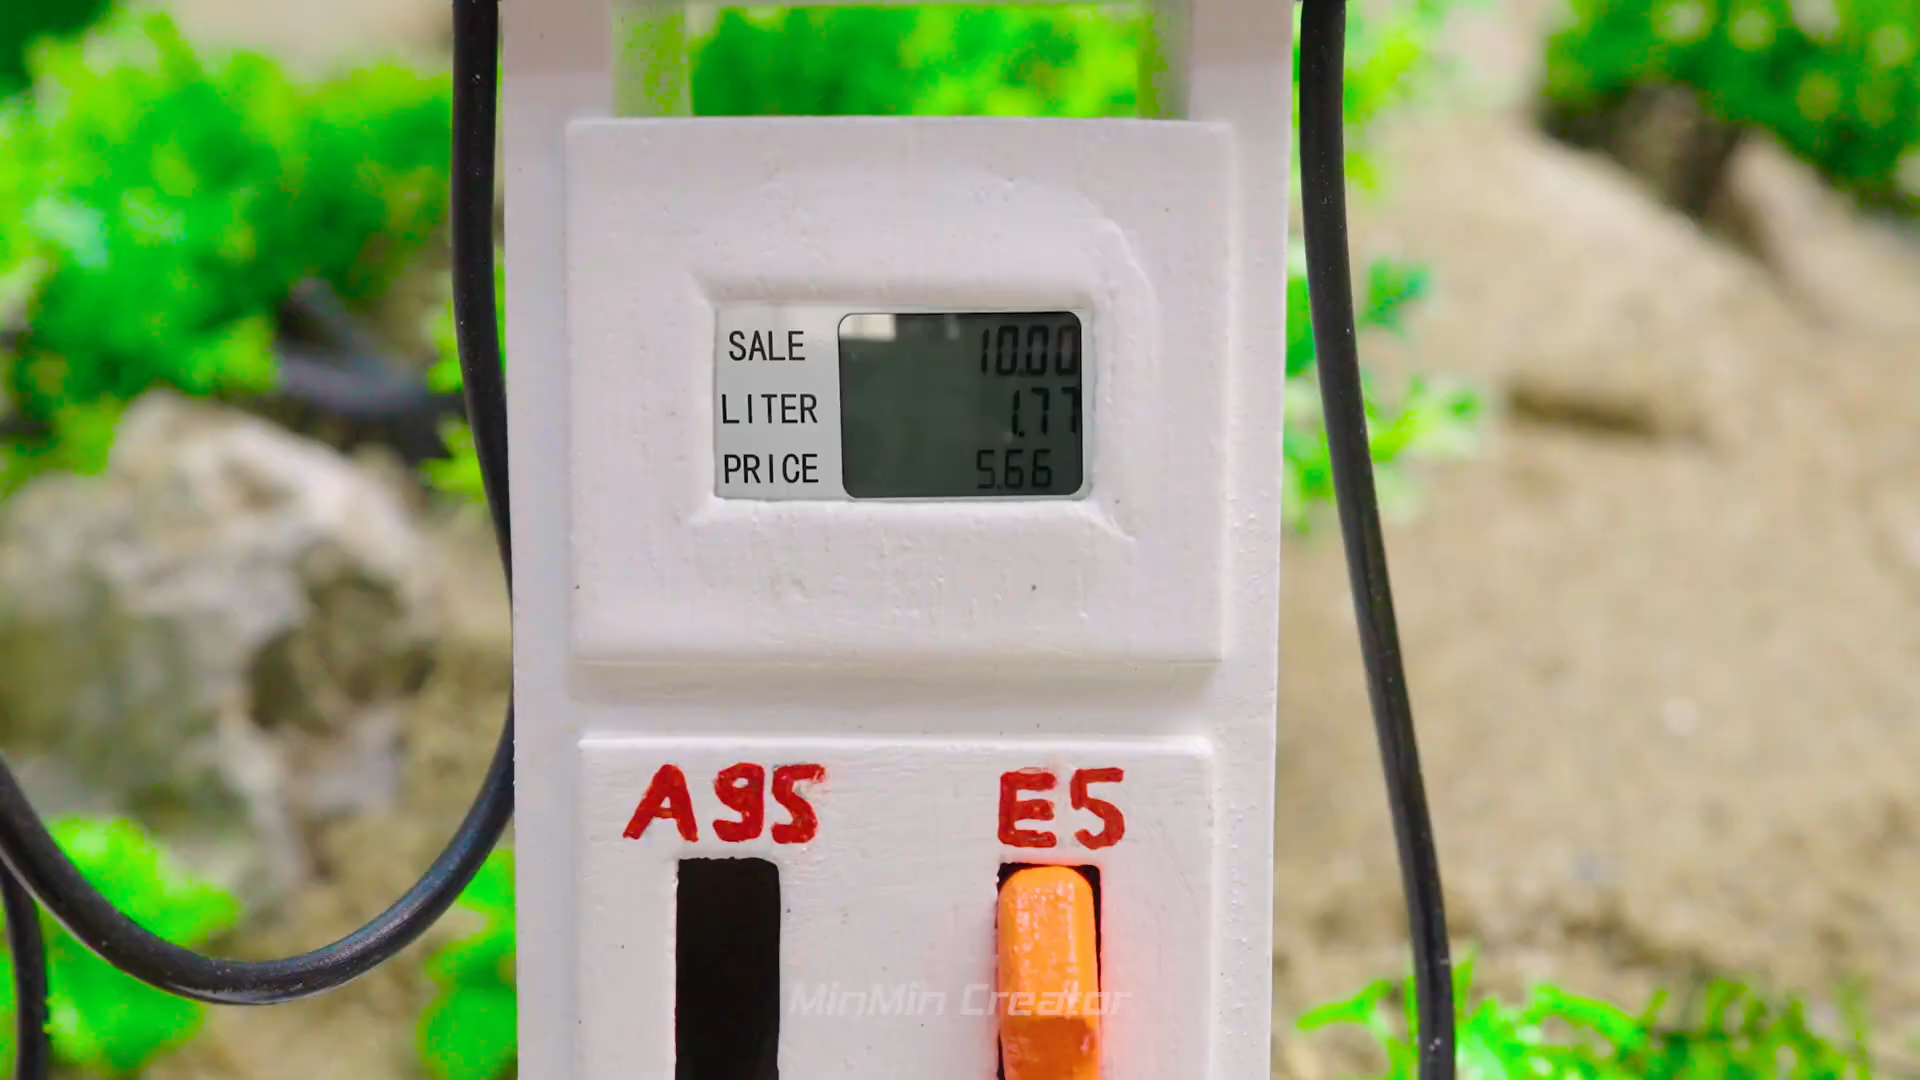 SALE 10.00
LITER 1.77
PRICE 5.66
A95 E5
MinMin Creator